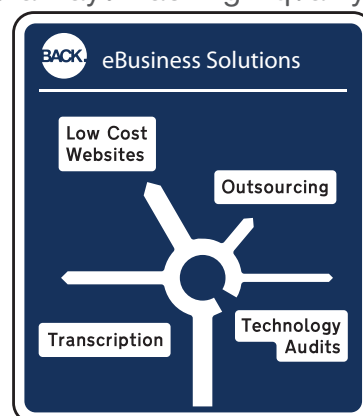 BACK.
eBusiness Solutions
Low Cost
Websites
Outsourcing
Transcription
Technology
Audits